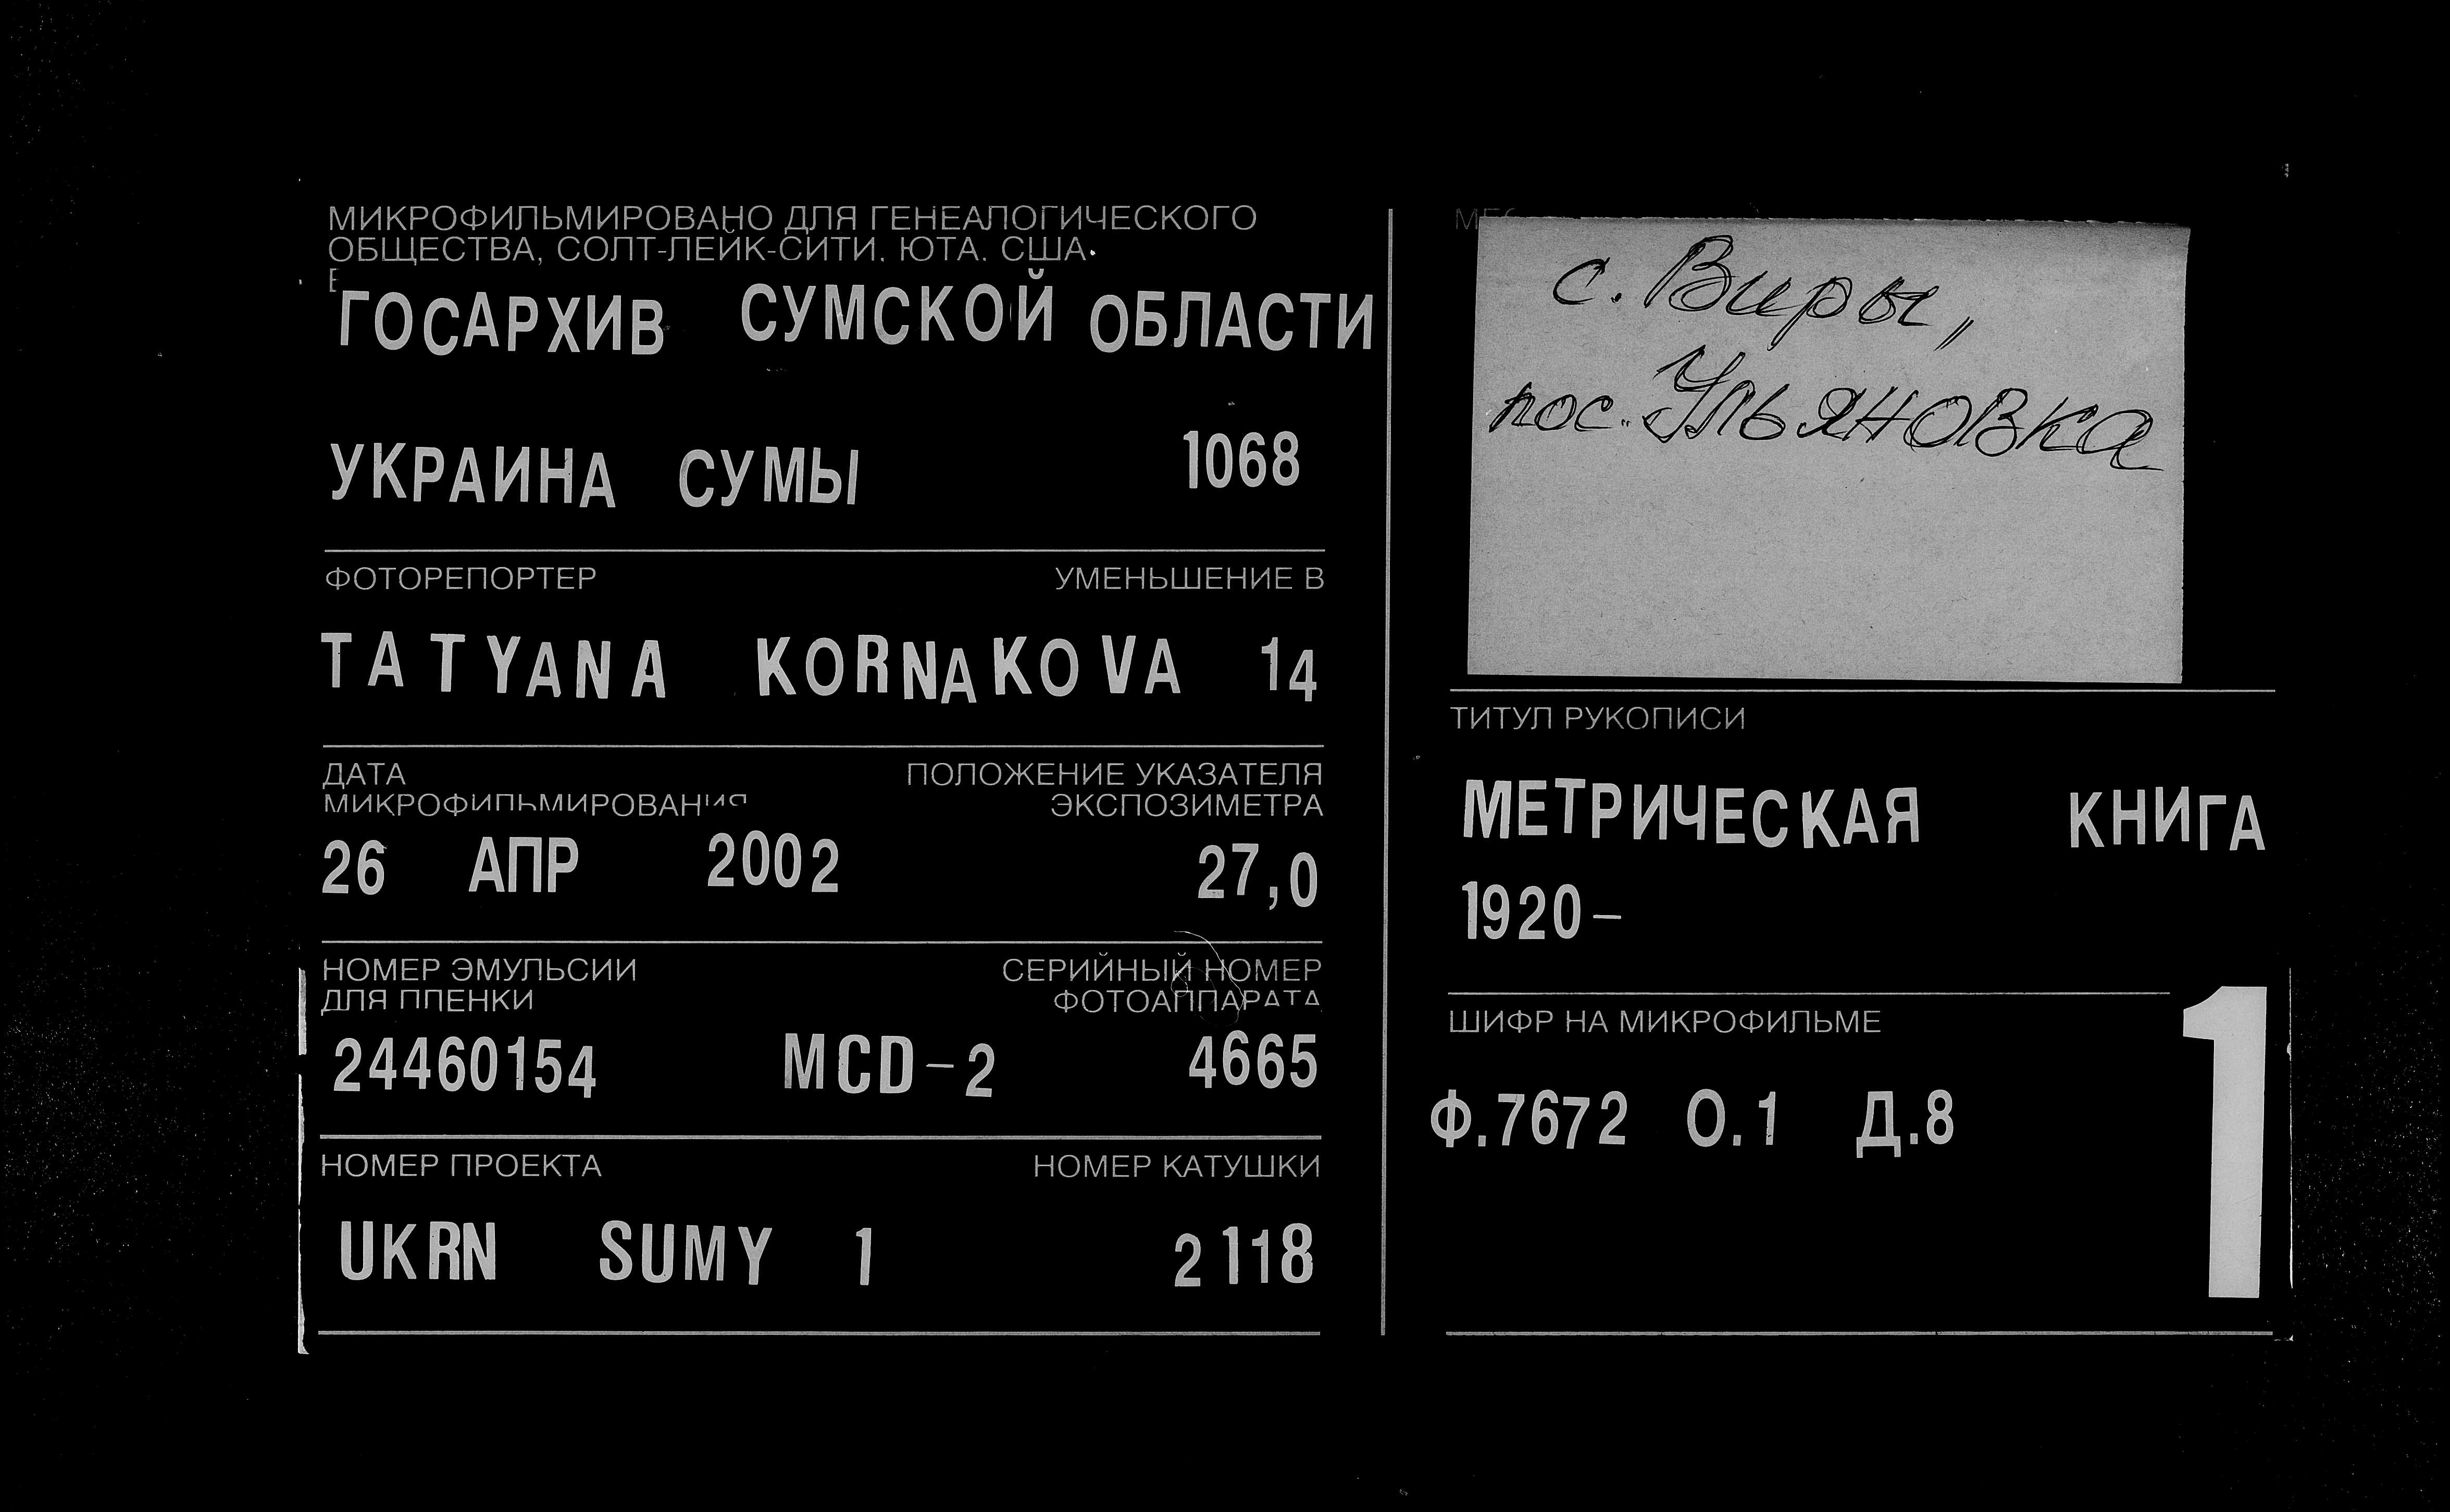 МИКРОФИЛЬМИРОВАНО ДЛЯ ГЕНЕАЛОГИЧЕСКОГО
ОБЩЕСТВА, СОЛТ-ЛЕЙК-СИТИ, ЮТА, США
ГОСАРХИВ СУМСКОЙ ОБЛАСТИ
УКРАИНА СУМЫ 1068
ФОТОРЕПОРТЕР УМЕНЬШЕНИЕ В
TATYANA KORNAKOVA 14
ДАТА ПОЛОЖЕНИЕ УКАЗАТЕЛЯ
МИКРОФИЛЬМИРОВАНИЯ ЭКСПОЗИМЕТРА
26 АПР 2002 27,0
НОМЕР ЭМУЛЬСИИ СЕРИЙНЫЙ НОМЕР
ДЛЯ ПЛЕНКИ ФОТОАППАРАТА
24460154 MCD-2 4665
НОМЕР ПРОЕКТА НОМЕР КАТУШКИ
UKRN SUMY 1 2118
с. Виры,
пос. Ульяновка
ТИТУЛ РУКОПИСИ
МЕТРИЧЕСКАЯ КНИГА
1920-
ШИФР НА МИКРОФИЛЬМЕ
Ф.7672 О.1 Д.8
1